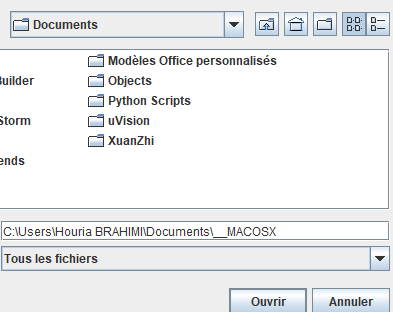 Documents
Modèles Office personnalisés
Builder Objects
Python Scripts
Storm uVision
XuanZhi
ends
C:\Users\Houria BRAHIMI\Documents\__MACOSX
Tous les fichiers
Ouvrir Annuler